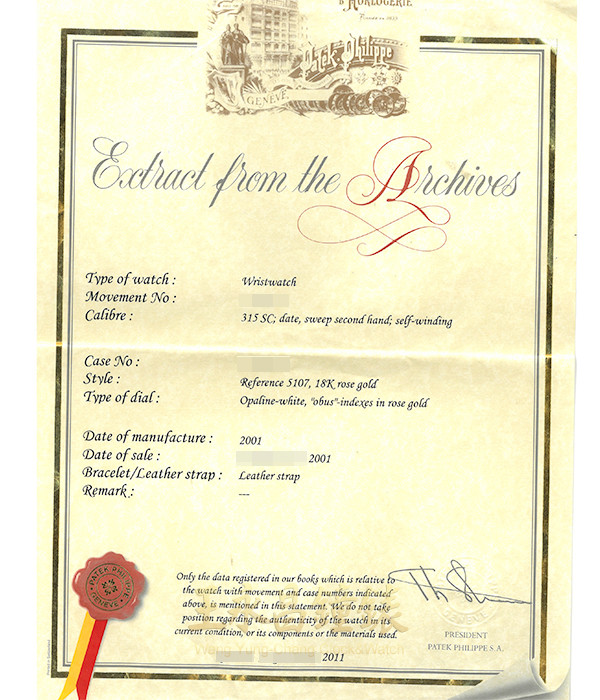 D'HORLOGERIE
Patek Philippe
GENÈVE
Extract from the Archives
Type of watch : Wristwatch
Movement No :
Calibre : 315 SC; date, sweep second hand; self-winding
Case No :
Style : Reference 5107, 18K rose gold
Type of dial : Opaline-white, "obus"-indexes in rose gold
Date of manufacture : 2001
Date of sale : 2001
Bracelet/Leather strap : Leather strap
Remark : ---
Only the data registered in our books which is relative to
the watch with movement and case numbers indicated
above, is mentioned in this statement. We do not take
position regarding the authenticity of the watch in its
current condition, or its components or the materials used.
2011
PATEK PHILIPPE
GENÈVE
PRESIDENT
PATEK PHILIPPE S.A.